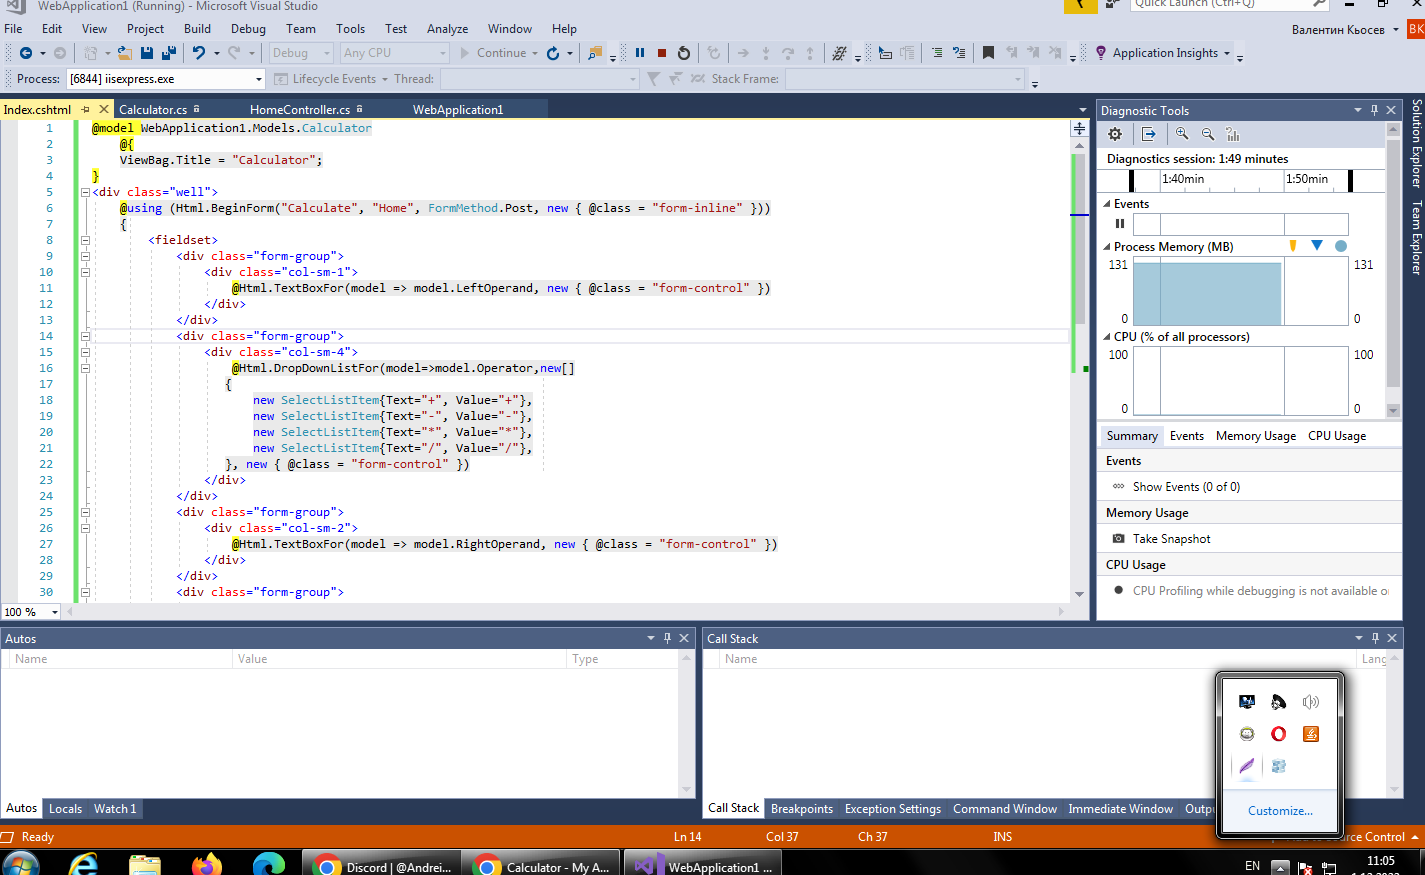 WebApplication1 (Running) - Microsoft Visual Studio
Quick Launch (Ctrl+Q)
File Edit View Project Build Debug Team Tools Test Analyze Window Help
Валентин Кьосев
ВК
Debug Any CPU Continue Application Insights
Process: [6844] iisexpress.exe Lifecycle Events Thread: Stack Frame:
Index.cshtml Calculator.cs HomeController.cs WebApplication1
1 @model WebApplication1.Models.Calculator
2 @{
3 ViewBag.Title = "Calculator";
4 }
5 <div class="well">
6 @using (Html.BeginForm("Calculate", "Home", FormMethod.Post, new { @class = "form-inline" }))
7 {
8 <fieldset>
9 <div class="form-group">
10 <div class="col-sm-1">
11 @Html.TextBoxFor(model => model.LeftOperand, new { @class = "form-control" })
12 </div>
13 </div>
14 <div class="form-group">
15 <div class="col-sm-4">
16 @Html.DropDownListFor(model=>model.Operator,new[]
17 {
18 new SelectListItem{Text="+", Value="+"},
19 new SelectListItem{Text="-", Value="-"},
20 new SelectListItem{Text="*", Value="*"},
21 new SelectListItem{Text="/", Value="/"},
22 }, new { @class = "form-control" })
23 </div>
24 </div>
25 <div class="form-group">
26 <div class="col-sm-2">
27 @Html.TextBoxFor(model => model.RightOperand, new { @class = "form-control" })
28 </div>
29 </div>
30 <div class="form-group">
100 %
Diagnostic Tools
Diagnostics session: 1:49 minutes
1:40min 1:50min
Events
Process Memory (MB)
131 131
0 0
CPU (% of all processors)
100 100
0 0
Summary Events Memory Usage CPU Usage
Events
Show Events (0 of 0)
Memory Usage
Take Snapshot
CPU Usage
CPU Profiling while debugging is not available
Solution Explorer
Team Explorer
Autos
Name Value Type
Autos Locals Watch 1
Call Stack
Name Lang
Call Stack Breakpoints Exception Settings Command Window Immediate Window Outpu
Customize...
Ready Ln 14 Col 37 Ch 37 INS Source Control
Discord | @Andrei... Calculator - My A... WebApplication1 ...
EN 11:05